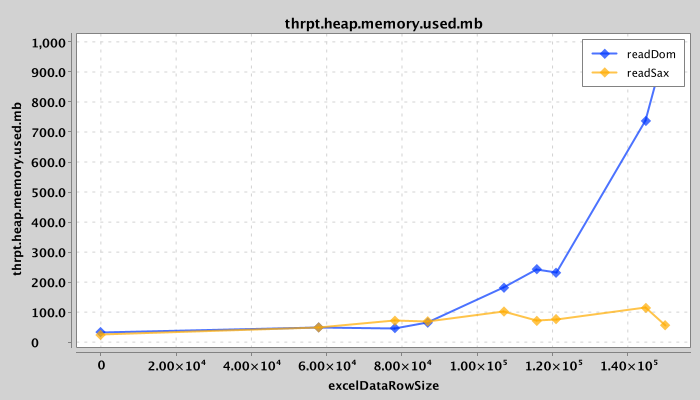 thrpt.heap.memory.used.mb
thrpt.heap.memory.used.mb
1,000
900.0
800.0
700.0
600.0
500.0
400.0
300.0
200.0
100.0
0
readDom
readSax
0 2.00×10⁴ 4.00×10⁴ 6.00×10⁴ 8.00×10⁴ 1.00×10⁵ 1.20×10⁵ 1.40×10⁵
excelDataRowSize